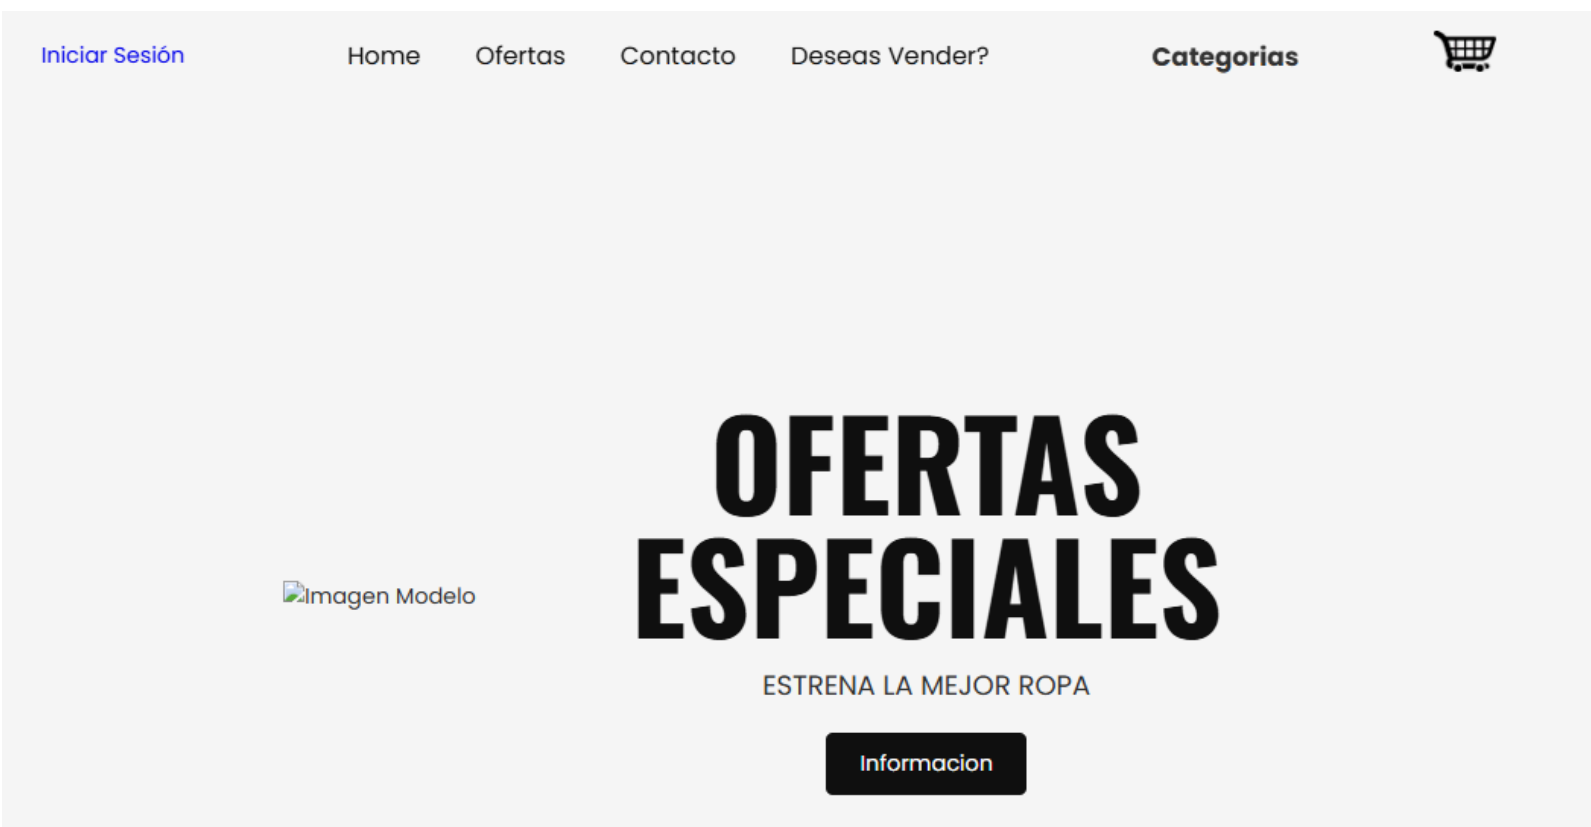 Iniciar Sesión Home Ofertas Contacto Deseas Vender? Categorias
OFERTAS
ESPECIALES
Imagen Modelo
ESTRENA LA MEJOR ROPA
Informacion